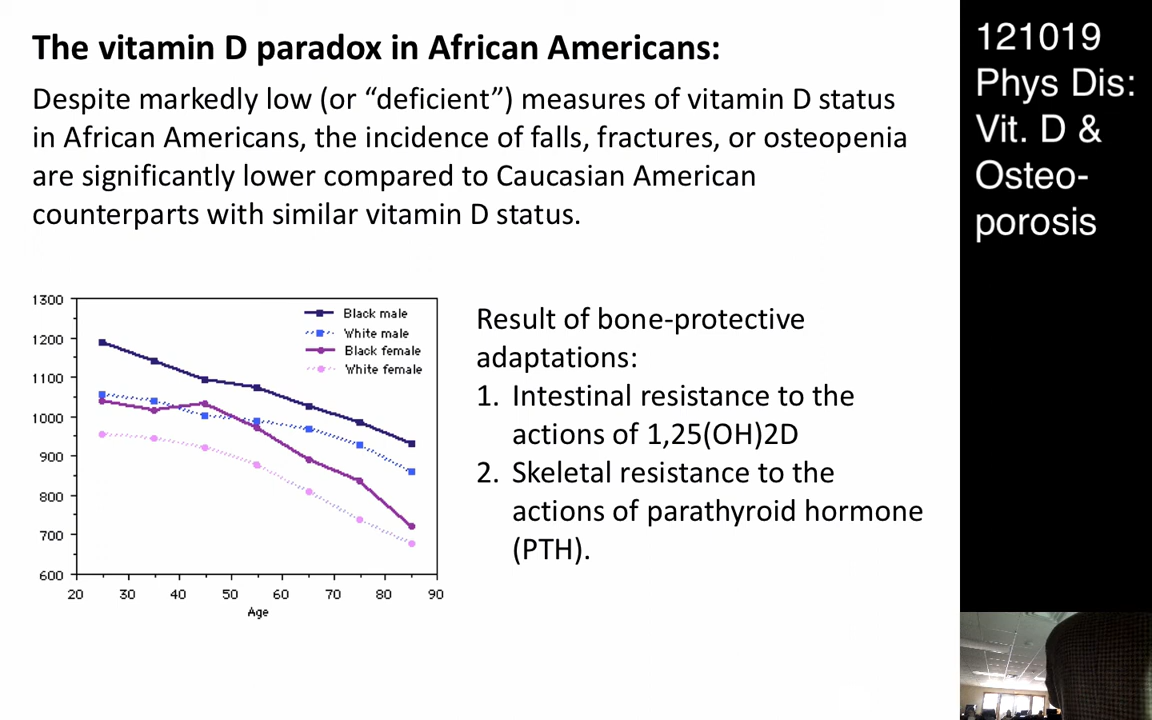 The vitamin D paradox in African Americans:
Despite markedly low (or “deficient”) measures of vitamin D status
in African Americans, the incidence of falls, fractures, or osteopenia
are significantly lower compared to Caucasian American
counterparts with similar vitamin D status.
1300
1200
1100
1000
900
800
700
600
20 30 40 50 60 70 80 90
Age
Black male
White male
Black female
White female
Result of bone-protective
adaptations:
1. Intestinal resistance to the
actions of 1,25(OH)2D
2. Skeletal resistance to the
actions of parathyroid hormone
(PTH).
121019
Phys Dis:
Vit. D &
Osteo-
porosis